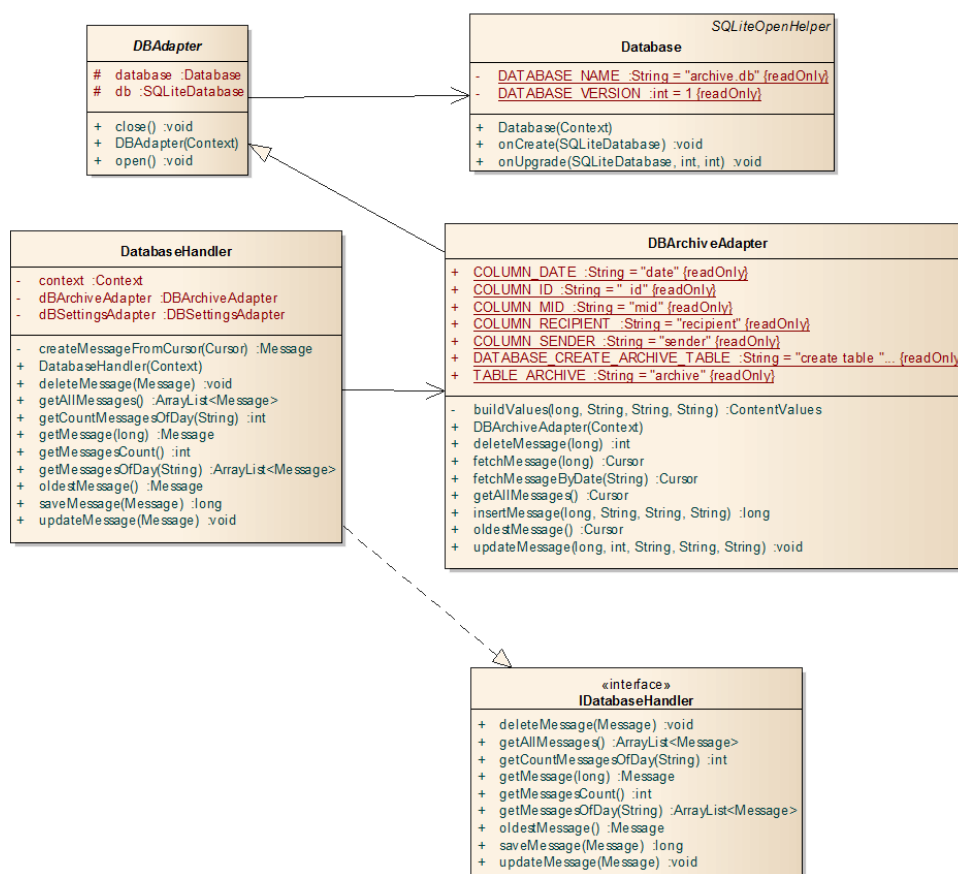 DBAdapter
# database :Database
# db :SQLiteDatabase
+ close() :void
+ DBAdapter(Context)
+ open() :void
SQLiteOpenHelper
Database
- DATABASE_NAME :String = "archive.db" {readOnly}
- DATABASE_VERSION :int = 1 {readOnly}
+ Database(Context)
+ onCreate(SQLiteDatabase) :void
+ onUpgrade(SQLiteDatabase, int, int) :void
DatabaseHandler
- context :Context
- dBArchiveAdapter :DBArchiveAdapter
- dBSettingsAdapter :DBSettingsAdapter
- createMessageFromCursor(Cursor) :Message
+ DatabaseHandler(Context)
+ deleteMessage(Message) :void
+ getAllMessages() :ArrayList<Message>
+ getCountMessagesOfDay(String) :int
+ getMessage(long) :Message
+ getMessagesCount() :int
+ getMessagesOfDay(String) :ArrayList<Message>
+ oldestMessage() :Message
+ saveMessage(Message) :long
+ updateMessage(Message) :void
DBArchiveAdapter
+ COLUMN_DATE :String = "date" {readOnly}
+ COLUMN_ID :String = "_id" {readOnly}
+ COLUMN_MID :String = "mid" {readOnly}
+ COLUMN_RECIPIENT :String = "recipient" {readOnly}
+ COLUMN_SENDER :String = "sender" {readOnly}
+ DATABASE_CREATE_ARCHIVE_TABLE :String = "create table "... {readOnly
+ TABLE_ARCHIVE :String = "archive" {readOnly}
- buildValues(long, String, String, String) :ContentValues
+ DBArchiveAdapter(Context)
+ deleteMessage(long) :int
+ fetchMessage(long) :Cursor
+ fetchMessageByDate(String) :Cursor
+ getAllMessages() :Cursor
+ insertMessage(long, String, String, String) :long
+ oldestMessage() :Cursor
+ updateMessage(long, int, String, String, String) :void
«interface»
IDatabaseHandler
+ deleteMessage(Message) :void
+ getAllMessages() :ArrayList<Message>
+ getCountMessagesOfDay(String) :int
+ getMessage(long) :Message
+ getMessagesCount() :int
+ getMessagesOfDay(String) :ArrayList<Message>
+ oldestMessage() :Message
+ saveMessage(Message) :long
+ updateMessage(Message) :void